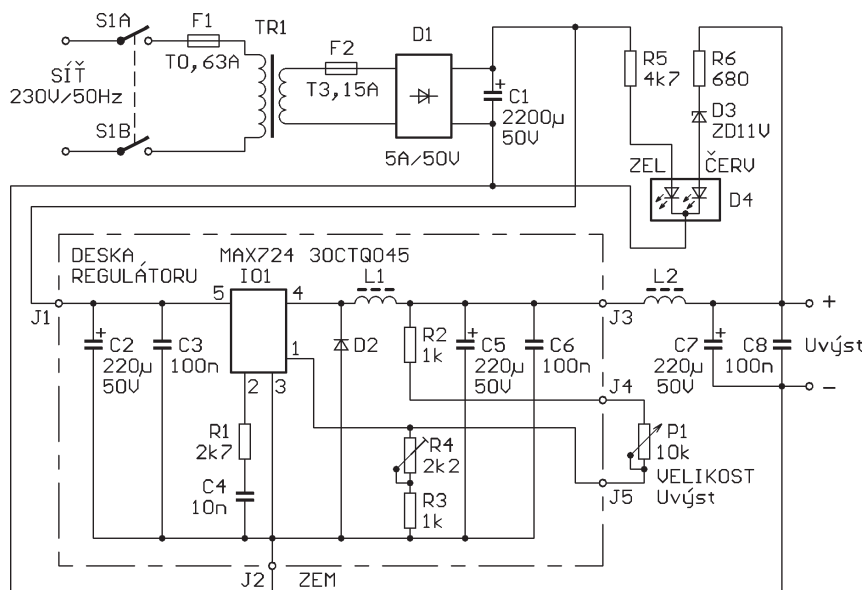 S1A
F1
TR1
T0,63A
SÍŤ
230V/50Hz
S1B
F2
T3,15A
D1
5A/50V
C1
2200µ
50V
R5
4k7
R6
680
D3
ZD11V
ZEL
ČERV
D4
DESKA
REGULÁTORU
MAX724
IO1
30CTQ045
L1
L2
J1
5
4
1
2
3
J3
+
C2
220µ
50V
C3
100n
D2
R2
1k
C5
220µ
50V
C6
100n
C7
220µ
50V
C8
100n
Uvýst
–
J4
R1
2k7
C4
10n
R4
2k2
R3
1k
P1
10k
J5
VELIKOST
Uvýst
J2
ZEM